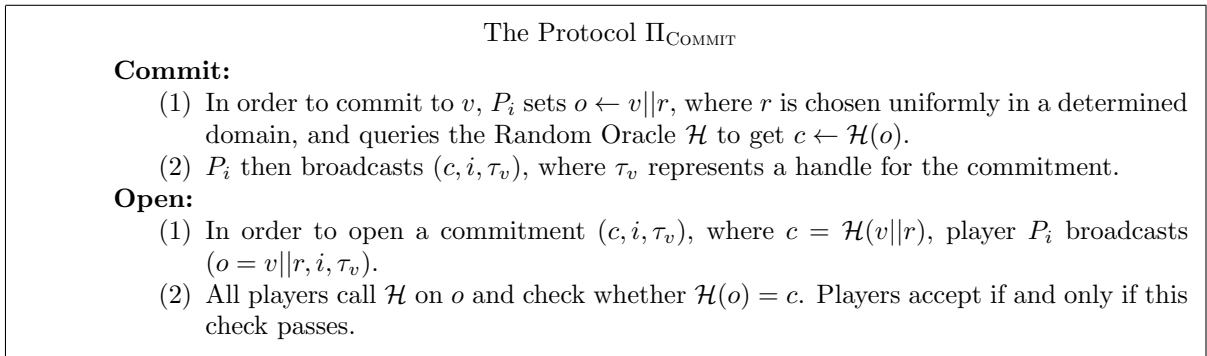 The Protocol Π_COMMIT
Commit:
(1) In order to commit to v, P_i sets o ← v||r, where r is chosen uniformly in a determined
domain, and queries the Random Oracle ℋ to get c ← ℋ(o).
(2) P_i then broadcasts (c, i, τ_v), where τ_v represents a handle for the commitment.
Open:
(1) In order to open a commitment (c, i, τ_v), where c = ℋ(v||r), player P_i broadcasts
(o = v||r, i, τ_v).
(2) All players call ℋ on o and check whether ℋ(o) = c. Players accept if and only if this
check passes.